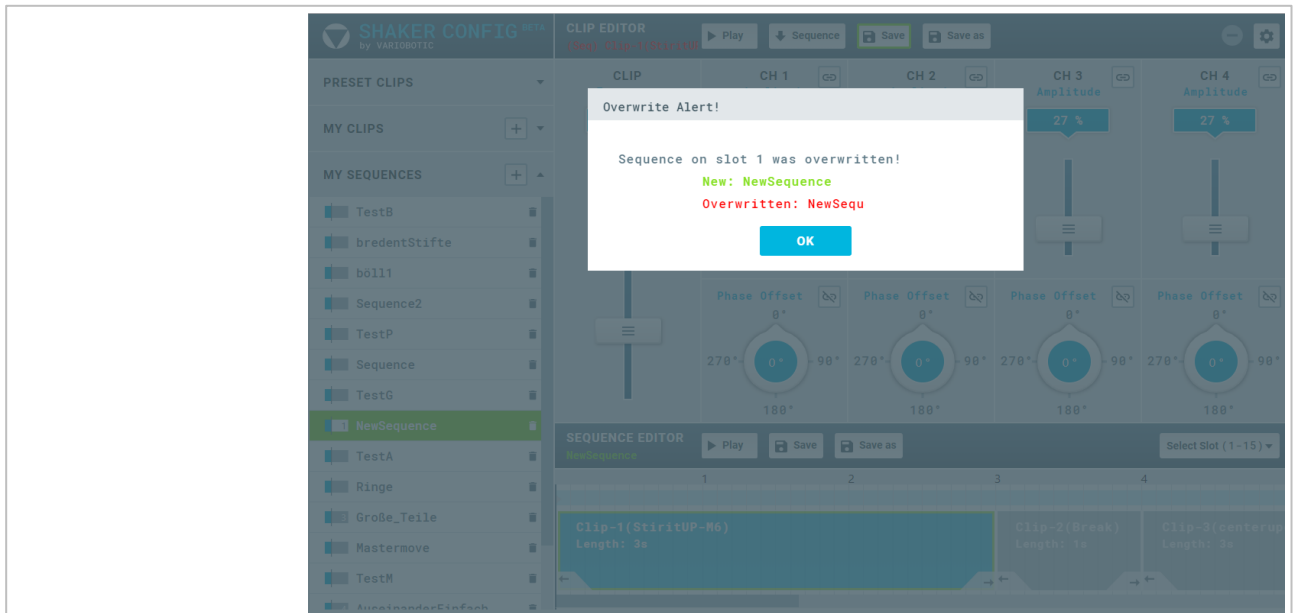 SHAKER CONFIG BETA
by VARIOBOTIC
CLIP EDITOR
Play
Sequence
Save
Save as
PRESET CLIPS
MY CLIPS
MY SEQUENCES
TestB
bredentStifte
böll1
Sequence2
TestP
Sequence
TestG
1 NewSequence
TestA
Ringe
Große_Teile
Mastermove
TestM
AuseinanderEinfach
CLIP
CH 1
CH 2
CH 3
CH 4
Amplitude
Amplitude
27 %
27 %
Overwrite Alert!
Sequence on slot 1 was overwritten!
New: NewSequence
Overwritten: NewSequ
OK
Phase Offset
Phase Offset
Phase Offset
Phase Offset
0°
0°
0°
0°
270° 0° 90°
270° 0° 90°
270° 0° 90°
270° 0° 90°
180°
180°
180°
180°
SEQUENCE EDITOR
NewSequence
Play
Save
Save as
Select Slot (1-15)
1 2 3 4
Clip-1(StiritUP-M6)
Length: 3s
Clip-2(Break)
Length: 1s
Clip-3(centerup
Length: 3s